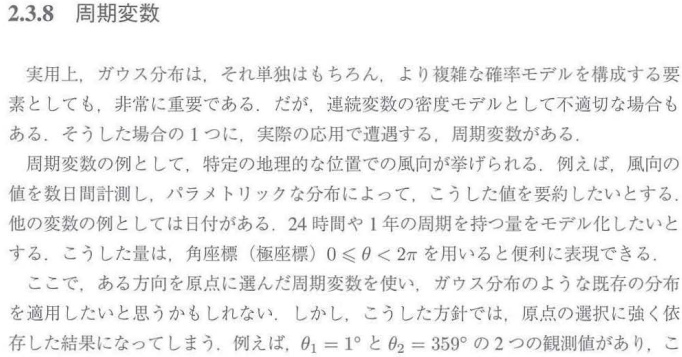 2.3.8 周期変数
実用上，ガウス分布は，それ単独はもちろん，より複雑な確率モデルを構成する要
素としても，非常に重要である．だが，連続変数の密度モデルとして不適切な場合も
ある．そうした場合の 1 つに，実際の応用で遭遇する，周期変数がある．
周期変数の例として，特定の地理的な位置での風向が挙げられる．例えば，風向の
値を数日間計測し，パラメトリックな分布によって，こうした値を要約したいとする．
他の変数の例としては日付がある．24 時間や 1 年の周期を持つ量をモデル化したいと
する．こうした量は，角座標（極座標）0 ⩽ θ < 2π を用いると便利に表現できる．
ここで，ある方向を原点に選んだ周期変数を使い，ガウス分布のような既存の分布
を適用したいと思うかもしれない．しかし，こうした方針では，原点の選択に強く依
存した結果になってしまう．例えば，θ₁ = 1° と θ₂ = 359° の 2 つの観測値があり，こ